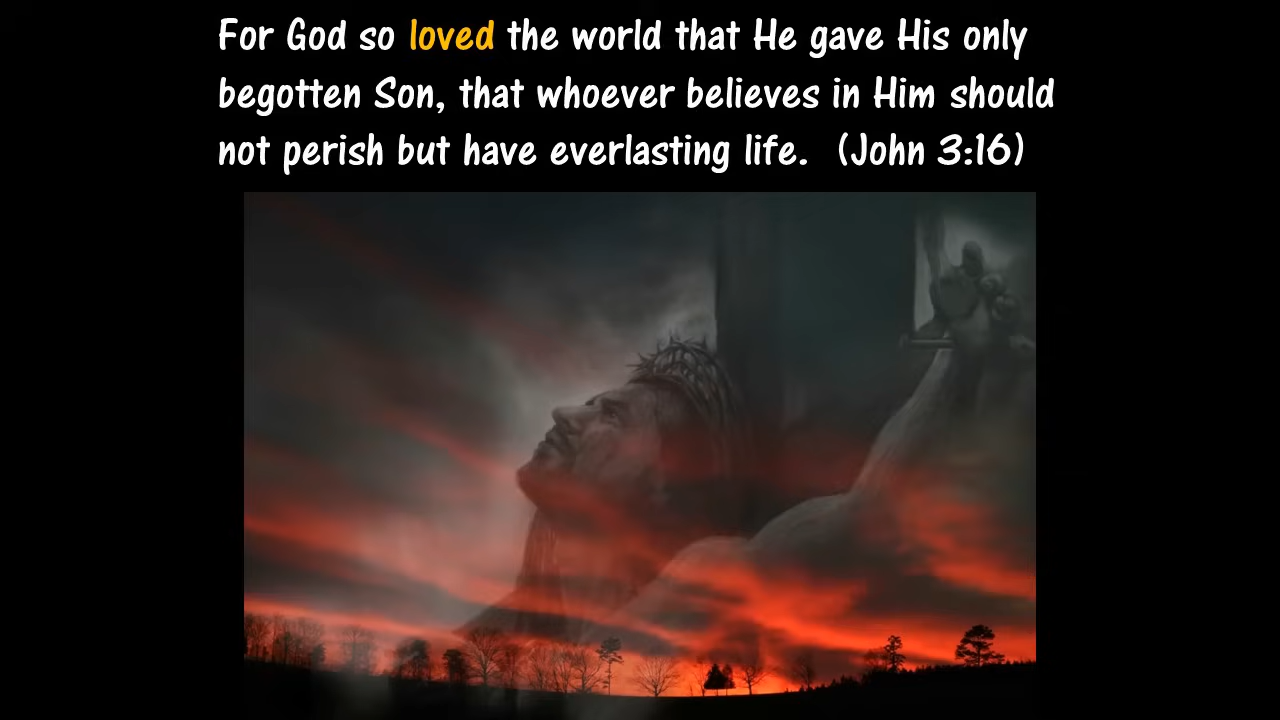 For God so loved the world that He gave His only
begotten Son, that whoever believes in Him should
not perish but have everlasting life. (John 3:16)